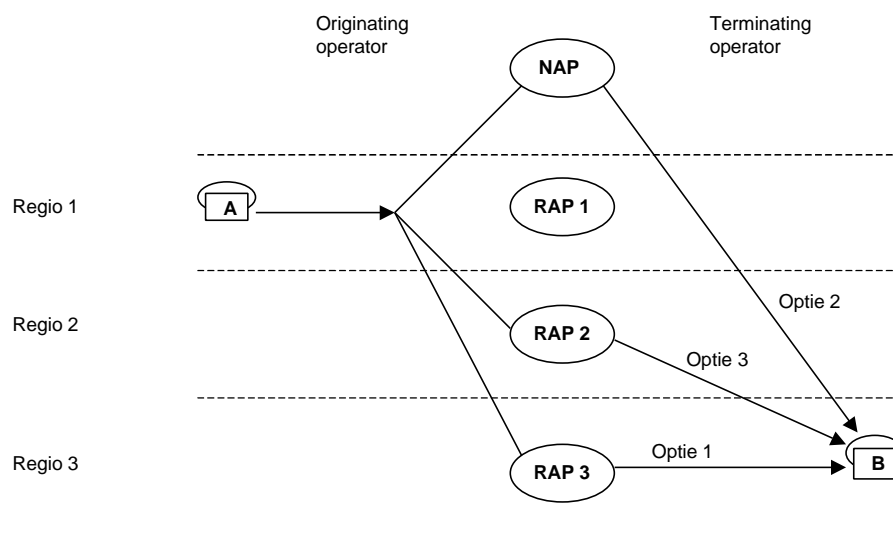 Originating
operator
Terminating
operator
NAP
Regio 1
A
RAP 1
Optie 2
Regio 2
RAP 2
Optie 3
Regio 3
RAP 3
Optie 1
B